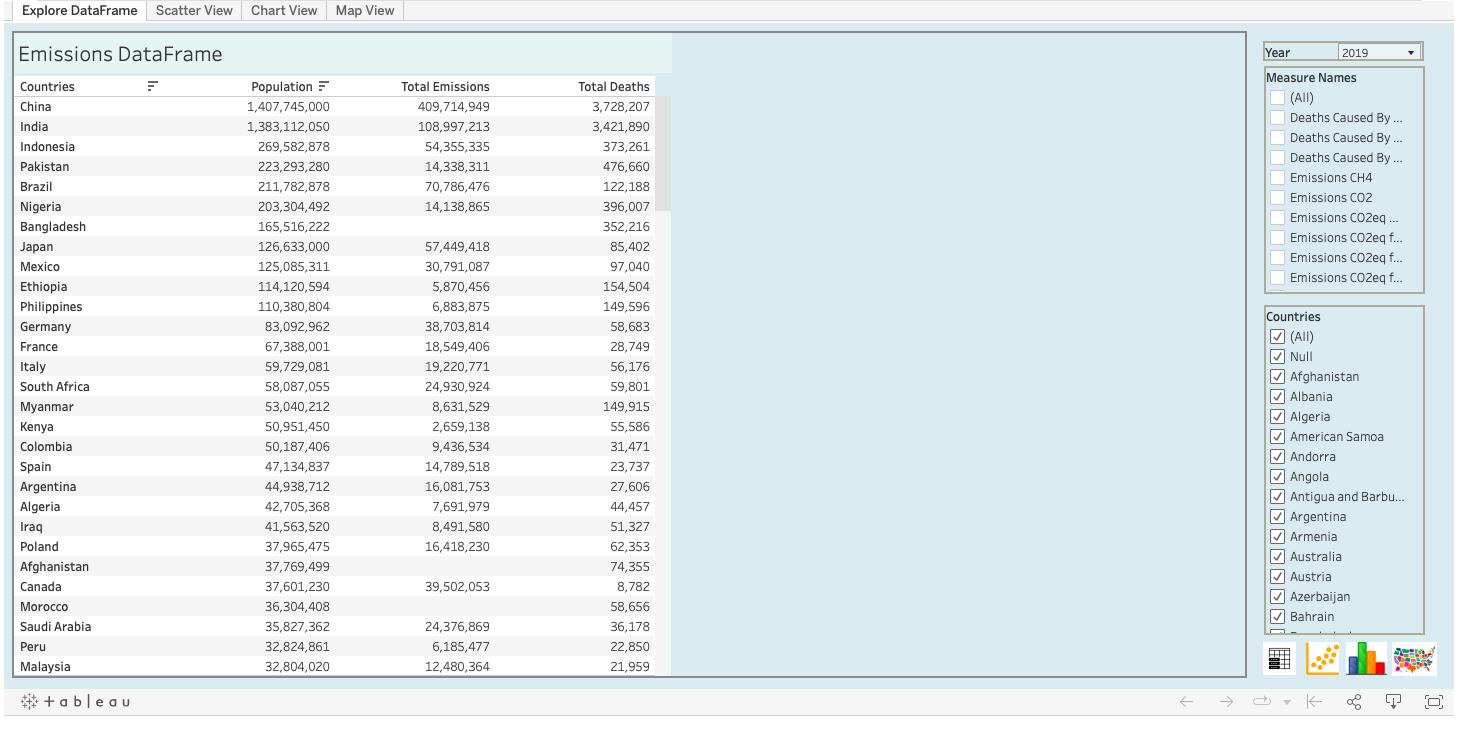 Explore DataFrame Scatter View Chart View Map View
Emissions DataFrame
Countries Population Total Emissions Total Deaths
China 1,407,745,000 409,714,949 3,728,207
India 1,383,112,050 108,997,213 3,421,890
Indonesia 269,582,878 54,355,335 373,261
Pakistan 223,293,280 14,338,311 476,660
Brazil 211,782,878 70,786,476 122,188
Nigeria 203,304,492 14,138,865 396,007
Bangladesh 165,516,222 352,216
Japan 126,633,000 57,449,418 85,402
Mexico 125,085,311 30,791,087 97,040
Ethiopia 114,120,594 5,870,456 154,504
Philippines 110,380,804 6,883,875 149,596
Germany 83,092,962 38,703,814 58,683
France 67,388,001 18,549,406 28,749
Italy 59,729,081 19,220,771 56,176
South Africa 58,087,055 24,930,924 59,801
Myanmar 53,040,212 8,631,529 149,915
Kenya 50,951,450 2,659,138 55,586
Colombia 50,187,406 9,436,534 31,471
Spain 47,134,837 14,789,518 23,737
Argentina 44,938,712 16,081,753 27,606
Algeria 42,705,368 7,691,979 44,457
Iraq 41,563,520 8,491,580 51,327
Poland 37,965,475 16,418,230 62,353
Afghanistan 37,769,499 74,355
Canada 37,601,230 39,502,053 8,782
Morocco 36,304,408 58,656
Saudi Arabia 35,827,362 24,376,869 36,178
Peru 32,824,861 6,185,477 22,850
Malaysia 32,804,020 12,480,364 21,959
Year 2019
Measure Names
(All)
Deaths Caused By ...
Deaths Caused By ...
Deaths Caused By ...
Emissions CH4
Emissions CO2
Emissions CO2eq ...
Emissions CO2eq f...
Emissions CO2eq f...
Emissions CO2eq f...
Countries
(All)
Null
Afghanistan
Albania
Algeria
American Samoa
Andorra
Angola
Antigua and Barbu...
Argentina
Armenia
Australia
Austria
Azerbaijan
Bahrain
+ a b l e a u